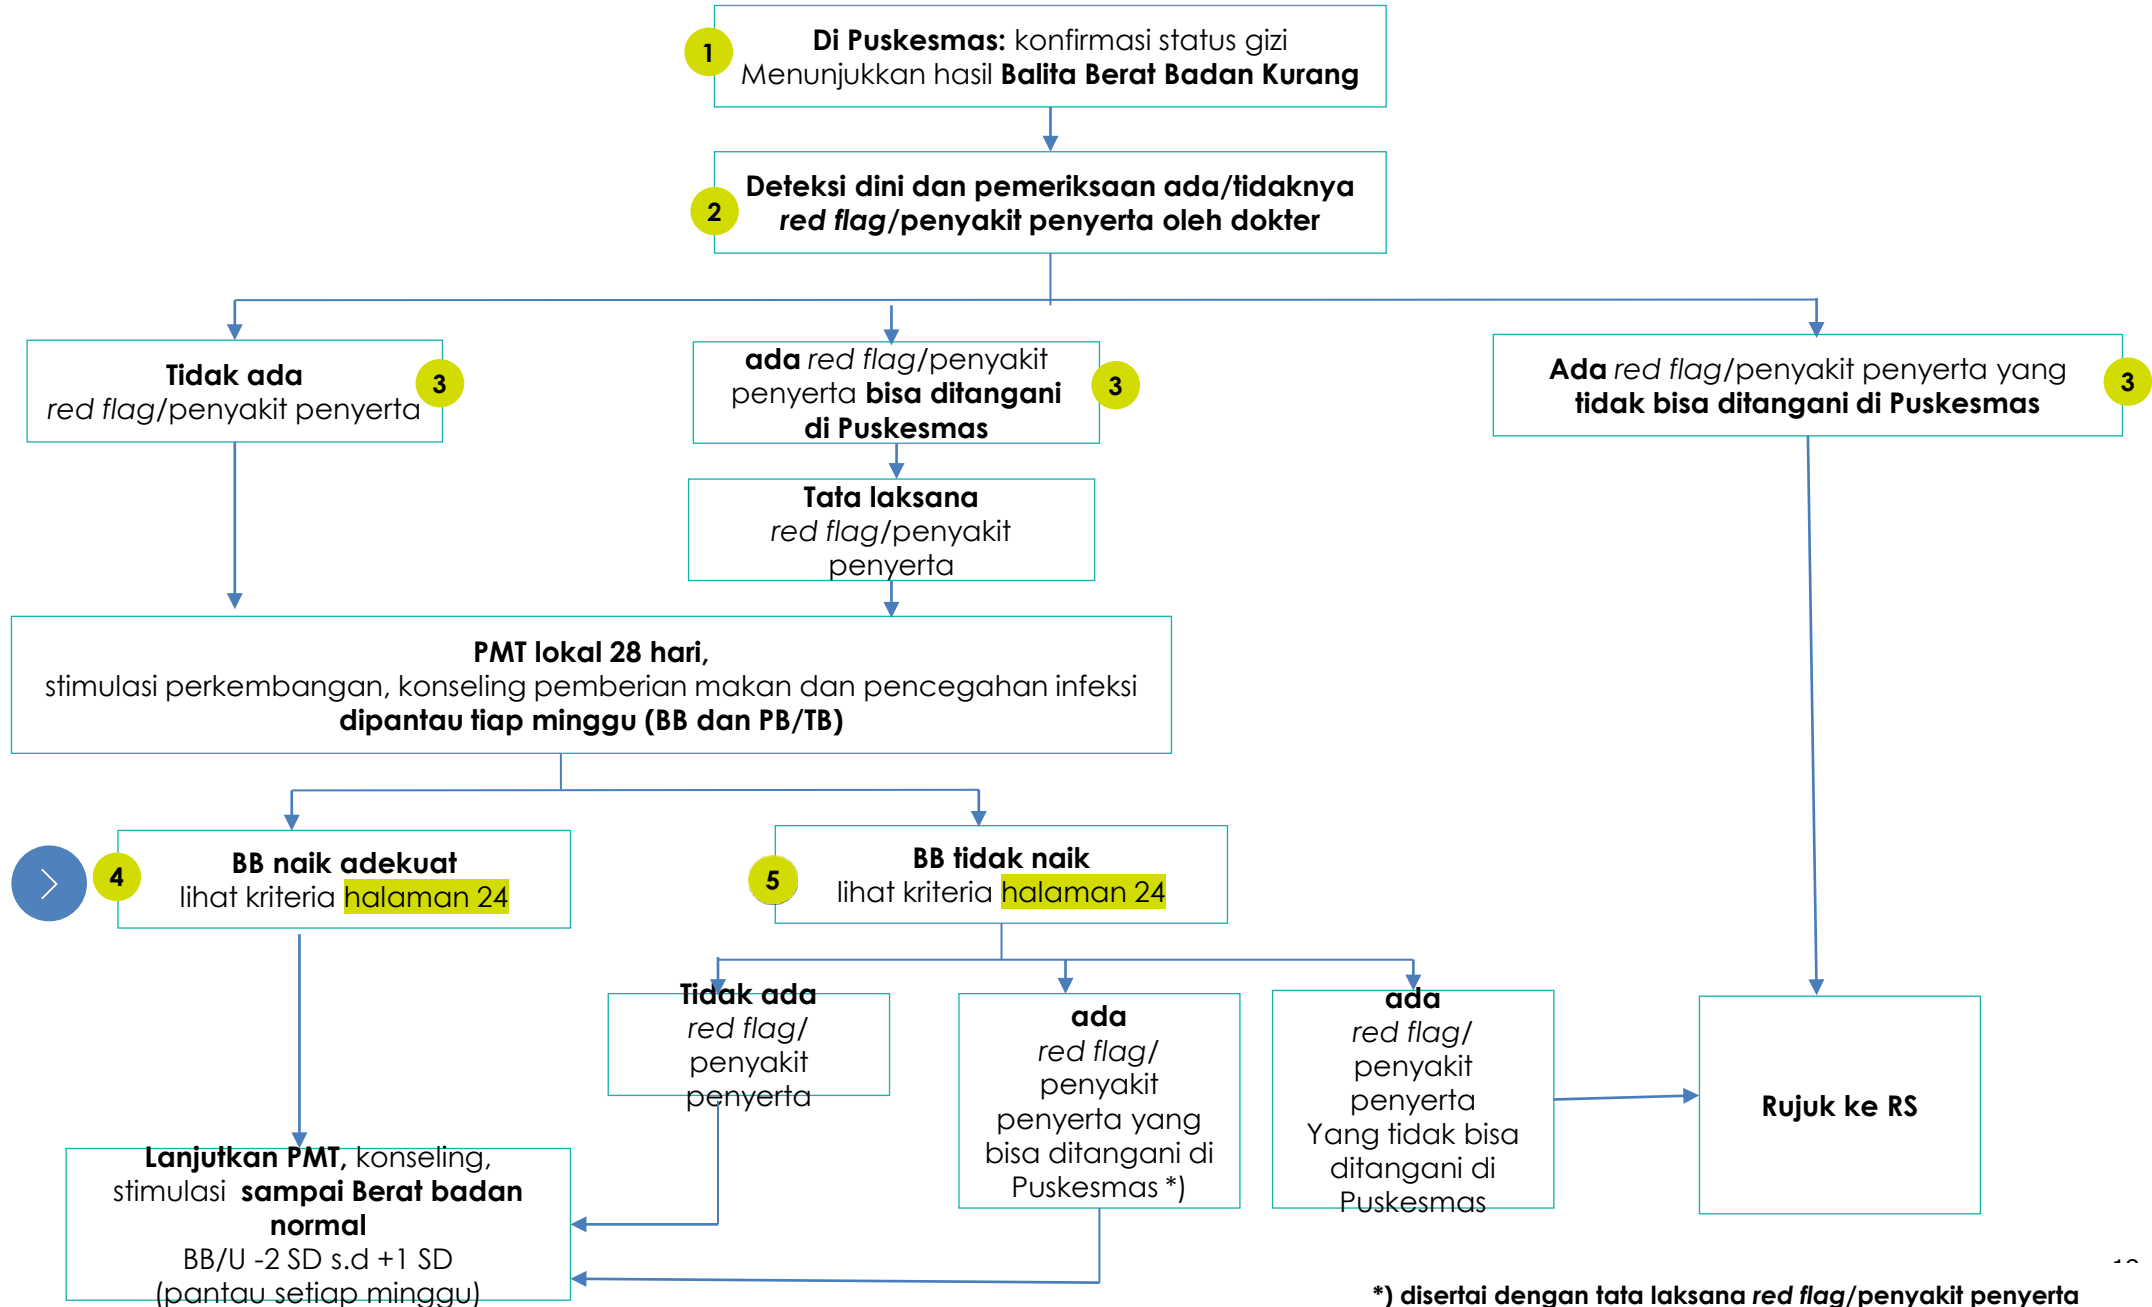 1
Di Puskesmas: konfirmasi status gizi
Menunjukkan hasil Balita Berat Badan Kurang
2
Deteksi dini dan pemeriksaan ada/tidaknya
red flag/penyakit penyerta oleh dokter
Tidak ada
red flag/penyakit penyerta
3
ada red flag/penyakit
penyerta bisa ditangani
di Puskesmas
3
Ada red flag/penyakit penyerta yang
tidak bisa ditangani di Puskesmas
3
Tata laksana
red flag/penyakit
penyerta
PMT lokal 28 hari,
stimulasi perkembangan, konseling pemberian makan dan pencegahan infeksi
dipantau tiap minggu (BB dan PB/TB)
4
BB naik adekuat
lihat kriteria halaman 24
5
BB tidak naik
lihat kriteria halaman 24
Tidak ada
red flag/
penyakit
penyerta
ada
red flag/
penyakit
penyerta yang
bisa ditangani di
Puskesmas *)
ada
red flag/
penyakit
penyerta
Yang tidak bisa
ditangani di
Puskesmas
Rujuk ke RS
Lanjutkan PMT, konseling,
stimulasi sampai Berat badan
normal
BB/U -2 SD s.d +1 SD
(pantau setiap minggu)
*) disertai dengan tata laksana red flag/penyakit penyerta